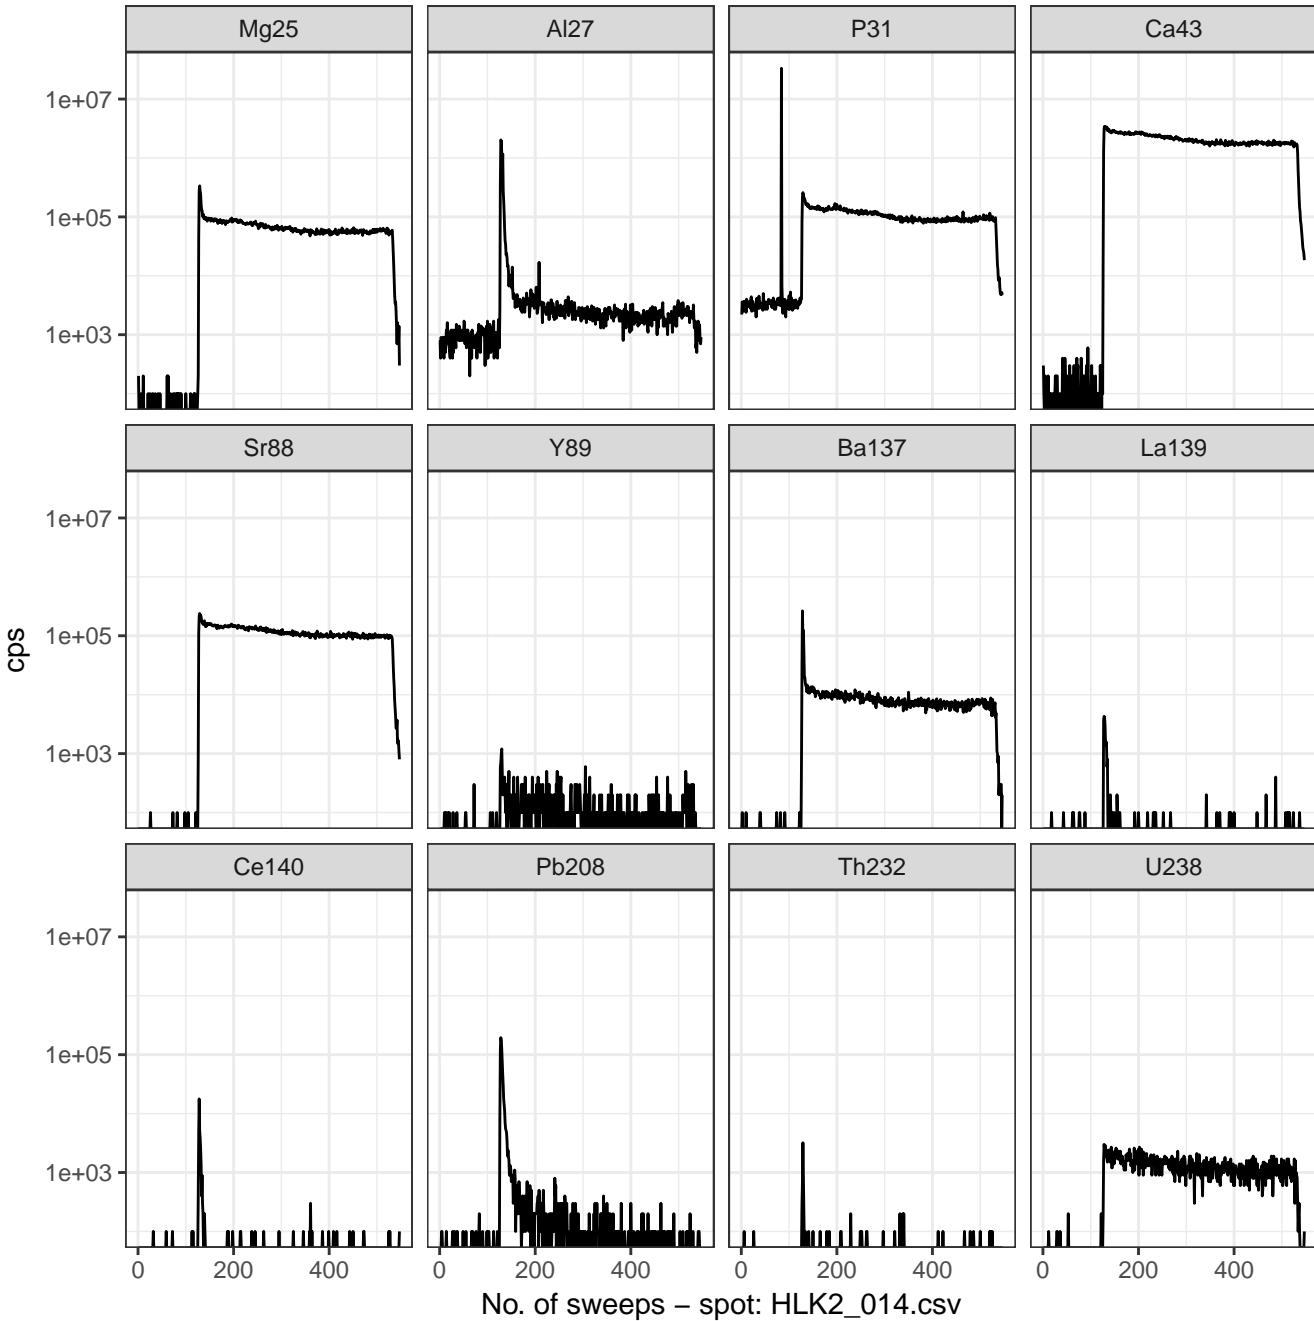 Mg25 Al27 P31 Ca43
1e+07
1e+05
1e+03
Sr88 Y89 Ba137 La139
1e+07
1e+05
1e+03
cps
Ce140 Pb208 Th232 U238
1e+07
1e+05
1e+03
0 200 400 0 200 400 0 200 400 0 200 400
No. of sweeps – spot: HLK2_014.csv